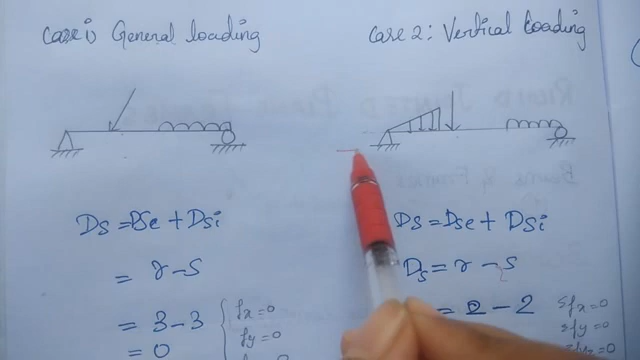 Case i) General loading
Case 2: Vertical loading
Ds = Dse + Dsi
= r - s
= 3 - 3
= 0
fx = 0
fy = 0
Ds = Dse + Dsi
Ds = r - s
= 2 - 2
Σfx = 0
Σfy = 0